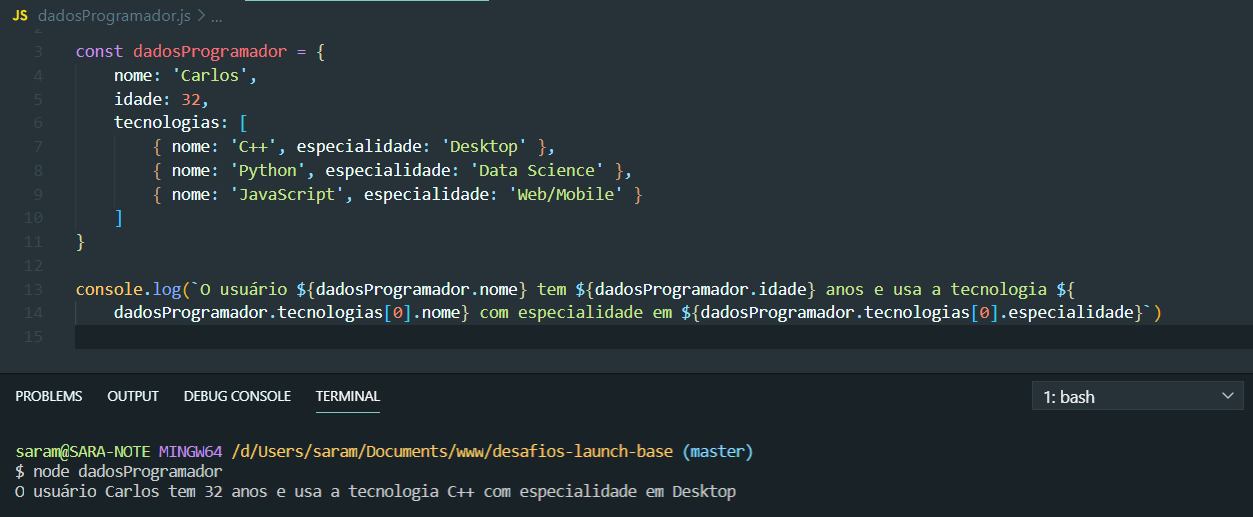 JS dadosProgramador.js > ...
2
3 const dadosProgramador = {
4 nome: 'Carlos',
5 idade: 32,
6 tecnologias: [
7 { nome: 'C++', especialidade: 'Desktop' },
8 { nome: 'Python', especialidade: 'Data Science' },
9 { nome: 'JavaScript', especialidade: 'Web/Mobile' }
10 ]
11 }
12
13 console.log(`O usuário ${dadosProgramador.nome} tem ${dadosProgramador.idade} anos e usa a tecnologia ${
14 dadosProgramador.tecnologias[0].nome} com especialidade em ${dadosProgramador.tecnologias[0].especialidade}`)
15
PROBLEMS OUTPUT DEBUG CONSOLE TERMINAL 1: bash
saram@SARA-NOTE MINGW64 /d/Users/saram/Documents/www/desafios-launch-base (master)
$ node dadosProgramador
O usuário Carlos tem 32 anos e usa a tecnologia C++ com especialidade em Desktop